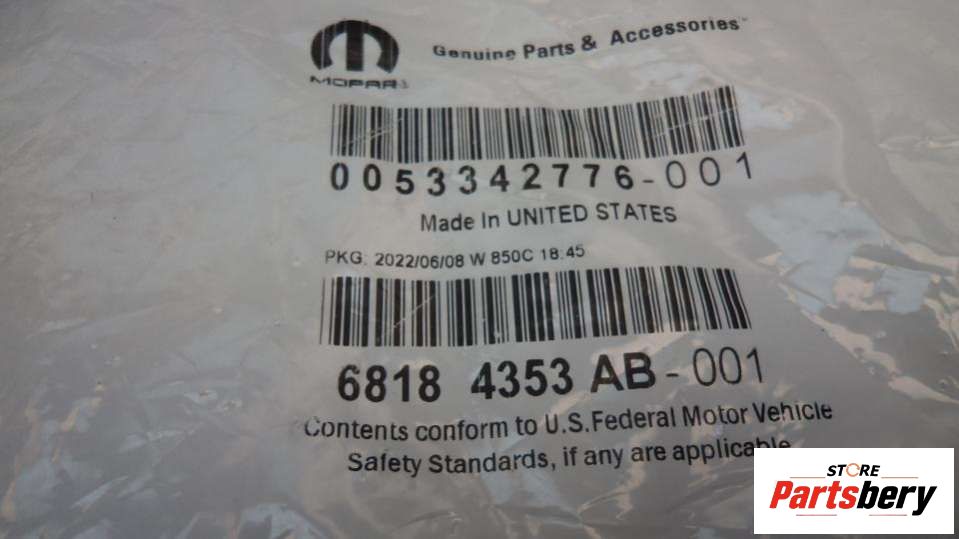 MOPAR
Genuine Parts & Accessories
0053342776-001
Made In UNITED STATES
PKG: 2022/06/08 W 850C 18:45
6818 4353 AB-001
Contents conform to U.S. Federal Motor Vehicle
Safety Standards, if any are applicable
STORE
Partsbery